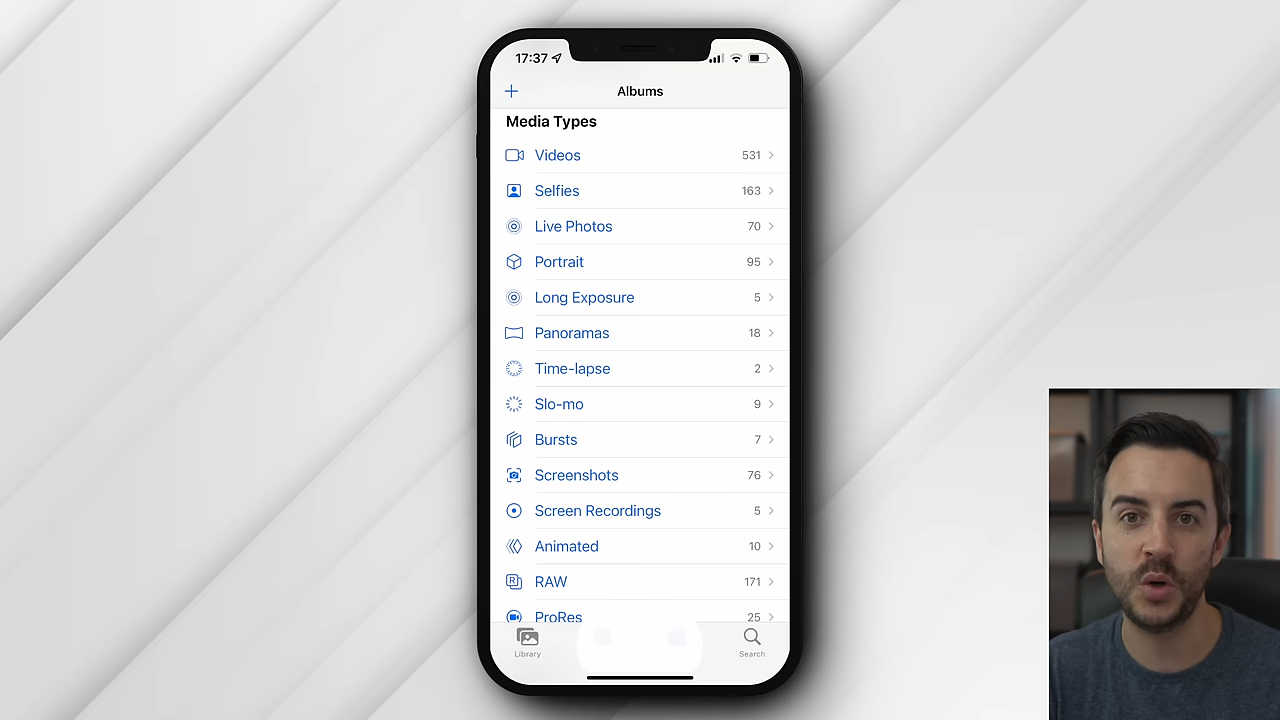 17:37
Albums
Media Types
Videos 531
Selfies 163
Live Photos 70
Portrait 95
Long Exposure 5
Panoramas 18
Time-lapse 2
Slo-mo 9
Bursts 7
Screenshots 76
Screen Recordings 5
Animated 10
RAW 171
ProRes 25
Library
Search